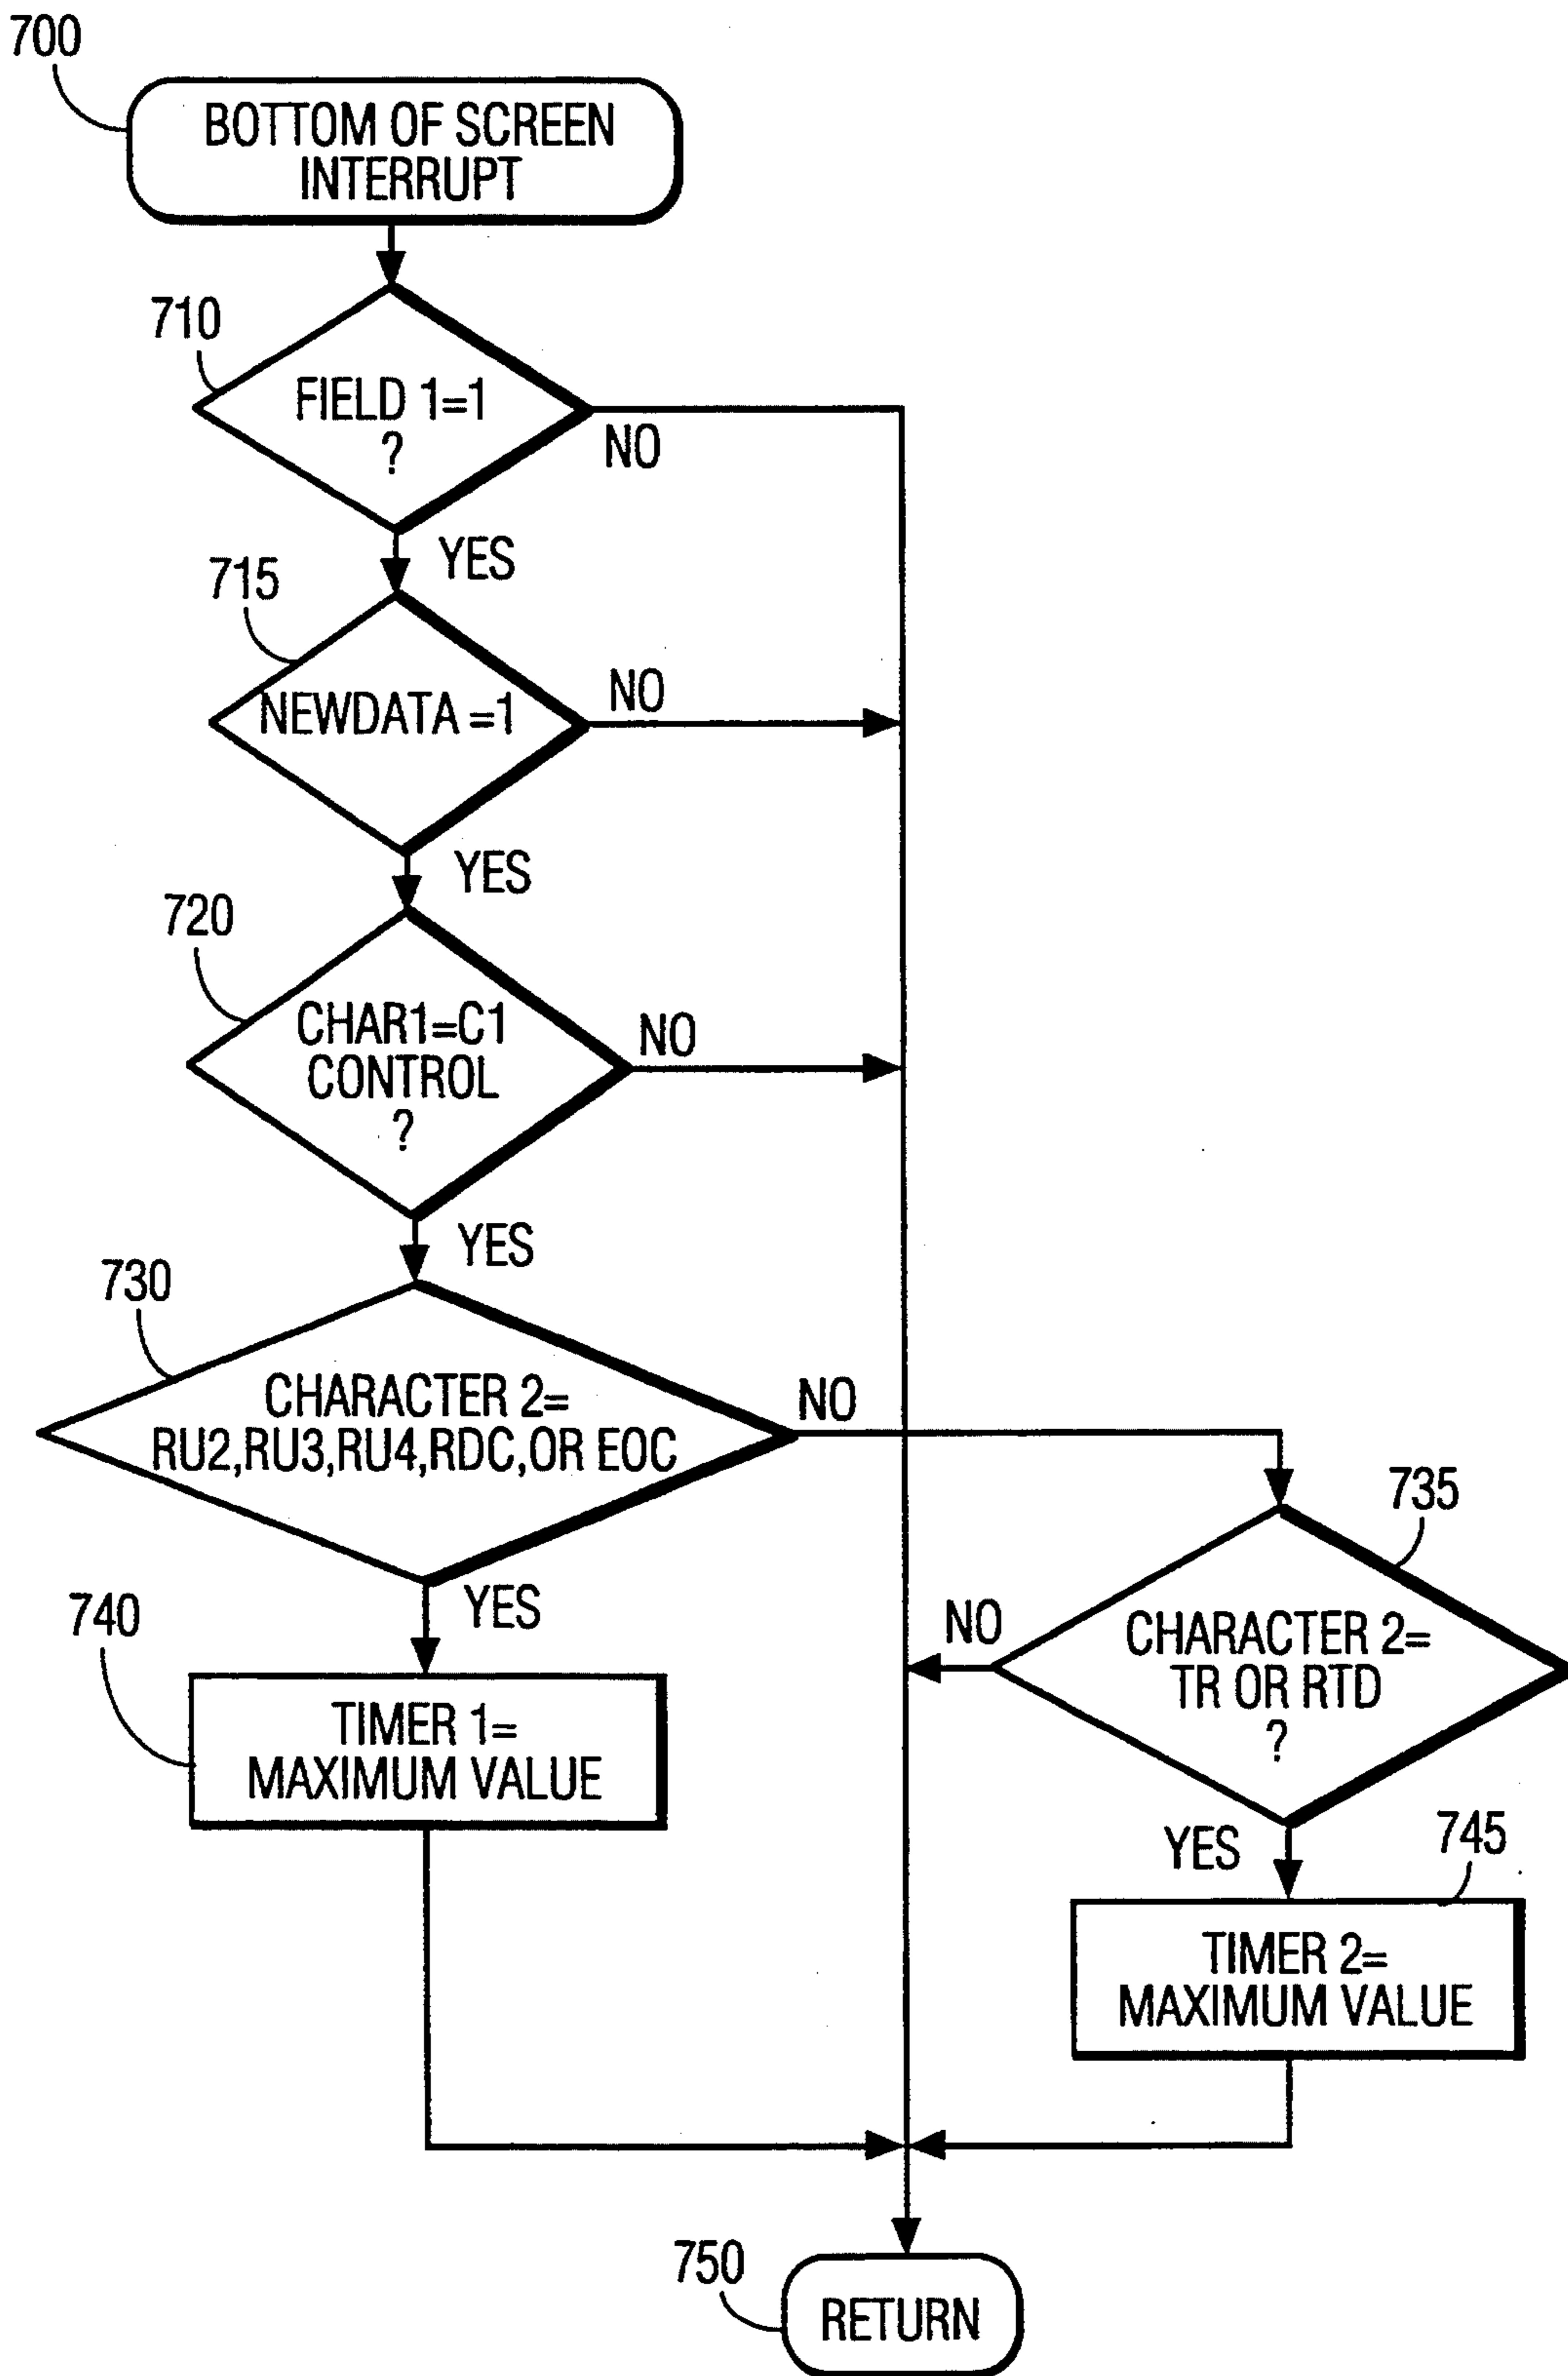 700
BOTTOM OF SCREEN
INTERRUPT
710
FIELD 1=1
?
NO
YES
715
NEWDATA =1
NO
YES
720
CHAR1=C1
CONTROL
?
NO
YES
730
CHARACTER 2=
RU2,RU3,RU4,RDC,OR EOC
NO
YES
735
CHARACTER 2=
TR OR RTD
?
NO
YES
740
TIMER 1=
MAXIMUM VALUE
745
TIMER 2=
MAXIMUM VALUE
750
RETURN